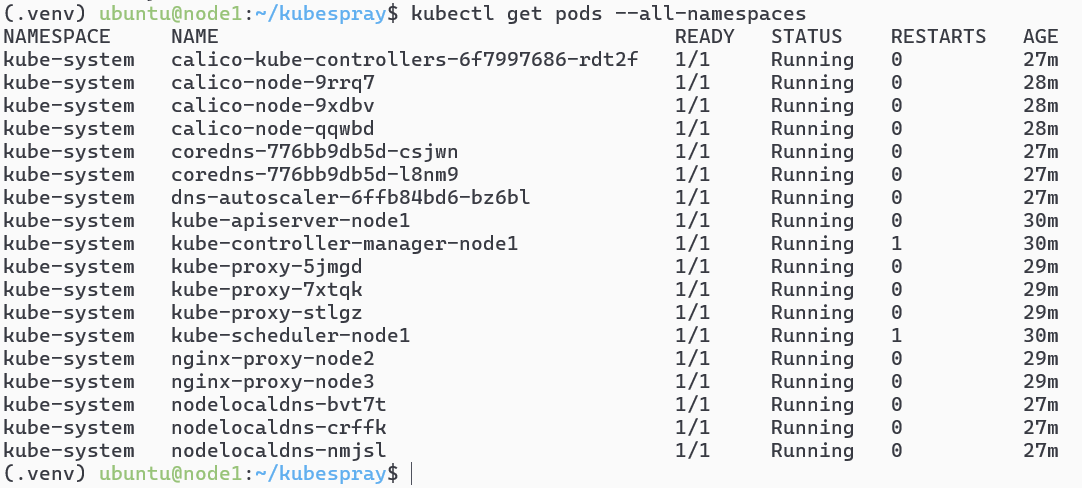 (.venv) ubuntu@node1:~/kubespray$ kubectl get pods --all-namespaces
NAMESPACE     NAME                                      READY   STATUS    RESTARTS   AGE
kube-system   calico-kube-controllers-6f7997686-rdt2f   1/1     Running   0          27m
kube-system   calico-node-9rrq7                         1/1     Running   0          28m
kube-system   calico-node-9xdbv                         1/1     Running   0          28m
kube-system   calico-node-qqwbd                         1/1     Running   0          28m
kube-system   coredns-776bb9db5d-csjwn                  1/1     Running   0          27m
kube-system   coredns-776bb9db5d-l8nm9                  1/1     Running   0          27m
kube-system   dns-autoscaler-6ffb84bd6-bz6bl            1/1     Running   0          27m
kube-system   kube-apiserver-node1                      1/1     Running   0          30m
kube-system   kube-controller-manager-node1             1/1     Running   1          30m
kube-system   kube-proxy-5jmgd                          1/1     Running   0          29m
kube-system   kube-proxy-7xtqk                          1/1     Running   0          29m
kube-system   kube-proxy-stlgz                          1/1     Running   0          29m
kube-system   kube-scheduler-node1                      1/1     Running   1          30m
kube-system   nginx-proxy-node2                         1/1     Running   0          29m
kube-system   nginx-proxy-node3                         1/1     Running   0          29m
kube-system   nodelocaldns-bvt7t                        1/1     Running   0          27m
kube-system   nodelocaldns-crffk                        1/1     Running   0          27m
kube-system   nodelocaldns-nmjsl                        1/1     Running   0          27m
(.venv) ubuntu@node1:~/kubespray$